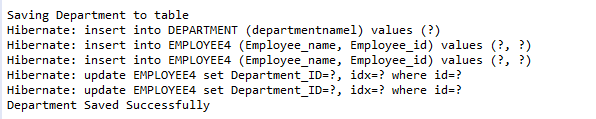 Saving Department to table
Hibernate: insert into DEPARTMENT (departmentname1) values (?)
Hibernate: insert into EMPLOYEE4 (Employee_name, Employee_id) values (?, ?)
Hibernate: insert into EMPLOYEE4 (Employee_name, Employee_id) values (?, ?)
Hibernate: update EMPLOYEE4 set Department_ID=?, idx=? where id=?
Hibernate: update EMPLOYEE4 set Department_ID=?, idx=? where id=?
Department Saved Successfully